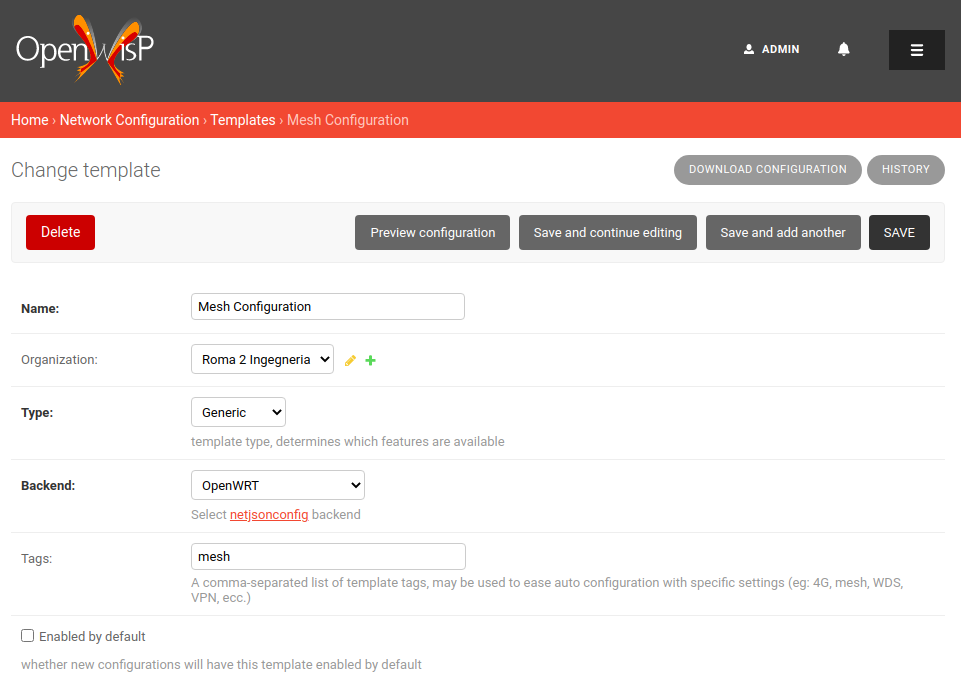 OpenWisP
ADMIN
Home › Network Configuration › Templates › Mesh Configuration
Change template
DOWNLOAD CONFIGURATION
HISTORY
Delete
Preview configuration
Save and continue editing
Save and add another
SAVE
Name:
Mesh Configuration
Organization:
Roma 2 Ingegneria
Type:
Generic
template type, determines which features are available
Backend:
OpenWRT
Select netjsonconfig backend
Tags:
mesh
A comma-separated list of template tags, may be used to ease auto configuration with specific settings (eg: 4G, mesh, WDS,
VPN, ecc.)
Enabled by default
whether new configurations will have this template enabled by default